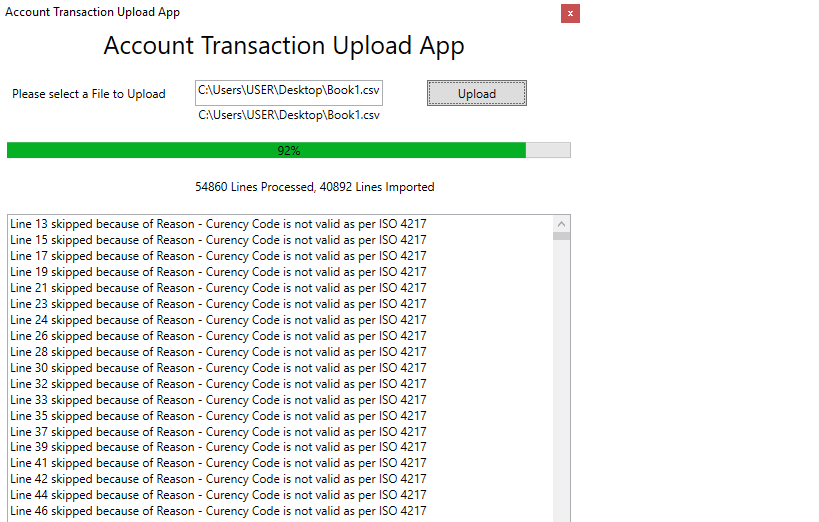 Account Transaction Upload App
x
Account Transaction Upload App
Please select a File to Upload
C:\Users\USER\Desktop\Book1.csv
Upload
C:\Users\USER\Desktop\Book1.csv
92%
54860 Lines Processed, 40892 Lines Imported
Line 13 skipped because of Reason - Curency Code is not valid as per ISO 4217
Line 15 skipped because of Reason - Curency Code is not valid as per ISO 4217
Line 17 skipped because of Reason - Curency Code is not valid as per ISO 4217
Line 19 skipped because of Reason - Curency Code is not valid as per ISO 4217
Line 21 skipped because of Reason - Curency Code is not valid as per ISO 4217
Line 23 skipped because of Reason - Curency Code is not valid as per ISO 4217
Line 24 skipped because of Reason - Curency Code is not valid as per ISO 4217
Line 26 skipped because of Reason - Curency Code is not valid as per ISO 4217
Line 28 skipped because of Reason - Curency Code is not valid as per ISO 4217
Line 30 skipped because of Reason - Curency Code is not valid as per ISO 4217
Line 32 skipped because of Reason - Curency Code is not valid as per ISO 4217
Line 33 skipped because of Reason - Curency Code is not valid as per ISO 4217
Line 35 skipped because of Reason - Curency Code is not valid as per ISO 4217
Line 37 skipped because of Reason - Curency Code is not valid as per ISO 4217
Line 39 skipped because of Reason - Curency Code is not valid as per ISO 4217
Line 41 skipped because of Reason - Curency Code is not valid as per ISO 4217
Line 42 skipped because of Reason - Curency Code is not valid as per ISO 4217
Line 44 skipped because of Reason - Curency Code is not valid as per ISO 4217
Line 46 skipped because of Reason - Curency Code is not valid as per ISO 4217